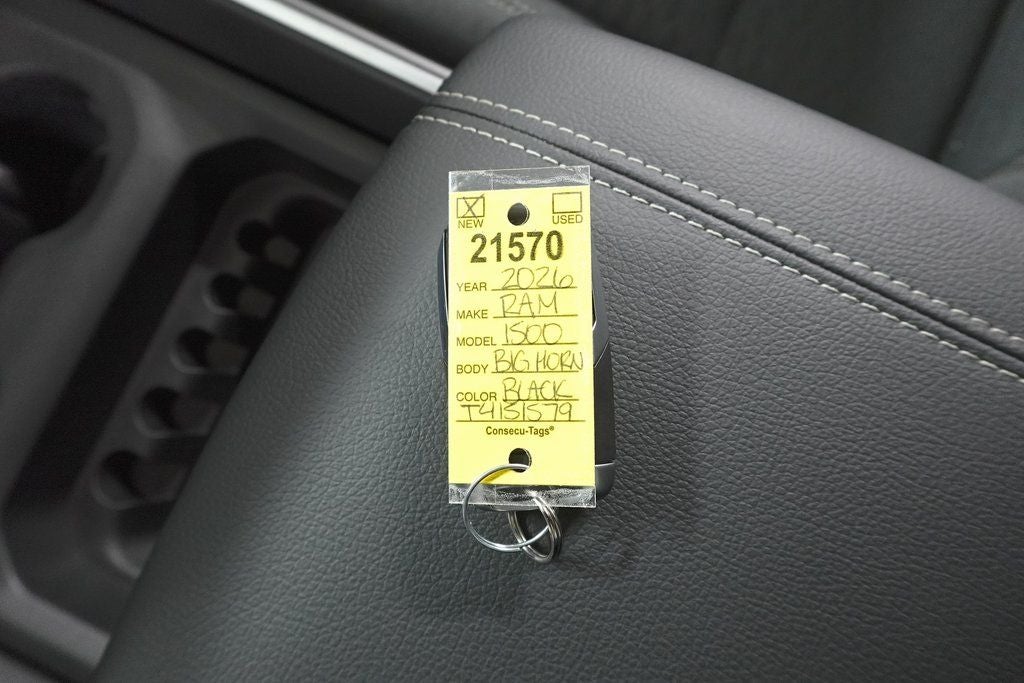 X
NEW USED
21570
YEAR 2026
MAKE RAM
MODEL 1500
BODY BIG HORN
COLOR BLACK
T4151579
Consecu-Tags®